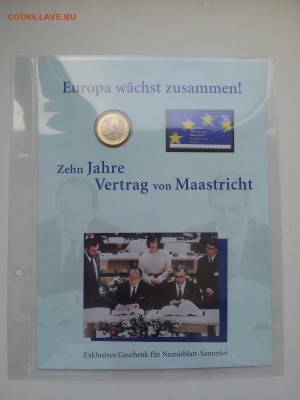 COINS.LAVE.RU
Europa wächst zusammen!
Zehn Jahre
Vertrag von Maastricht
Exklusives Geschenk für Numisblatt-Sammler